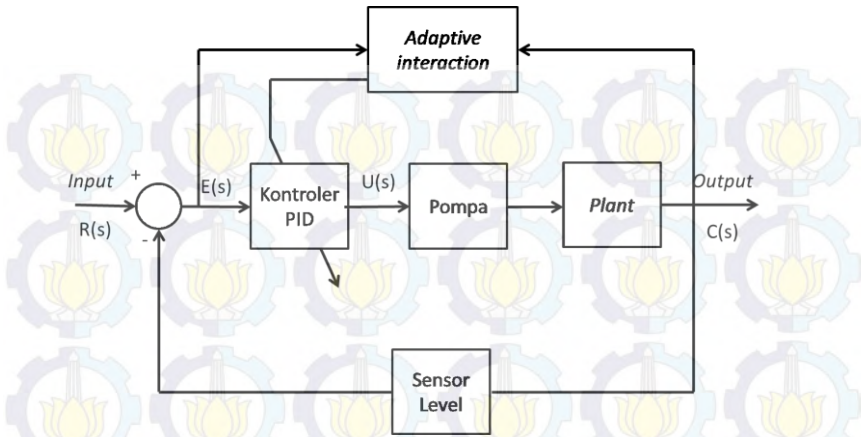 Adaptive
interaction
Input
+
E(s)
Kontroler
PID
U(s)
Pompa
Plant
Output
R(s)
-
C(s)
Sensor
Level